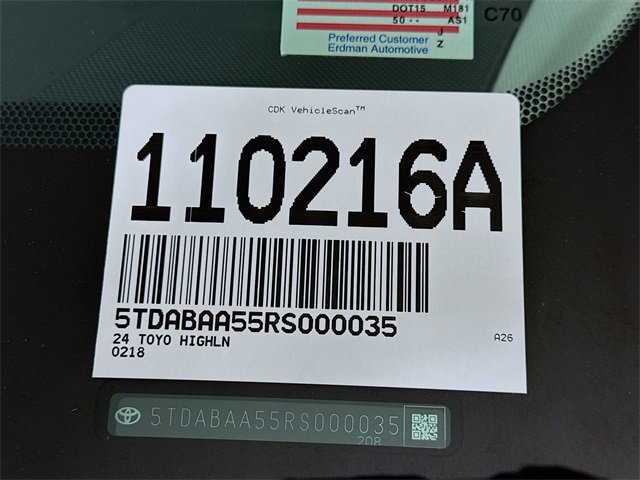 DOT15 M181
50·· AS1
C70
J
Preferred Customer
Z
Erdman Automotive
CDK VehicleScan™
110216A
5TDABAA55RS000035
24 TOYO HIGHLN
A26
0218
5TDABAA55RS000035
208